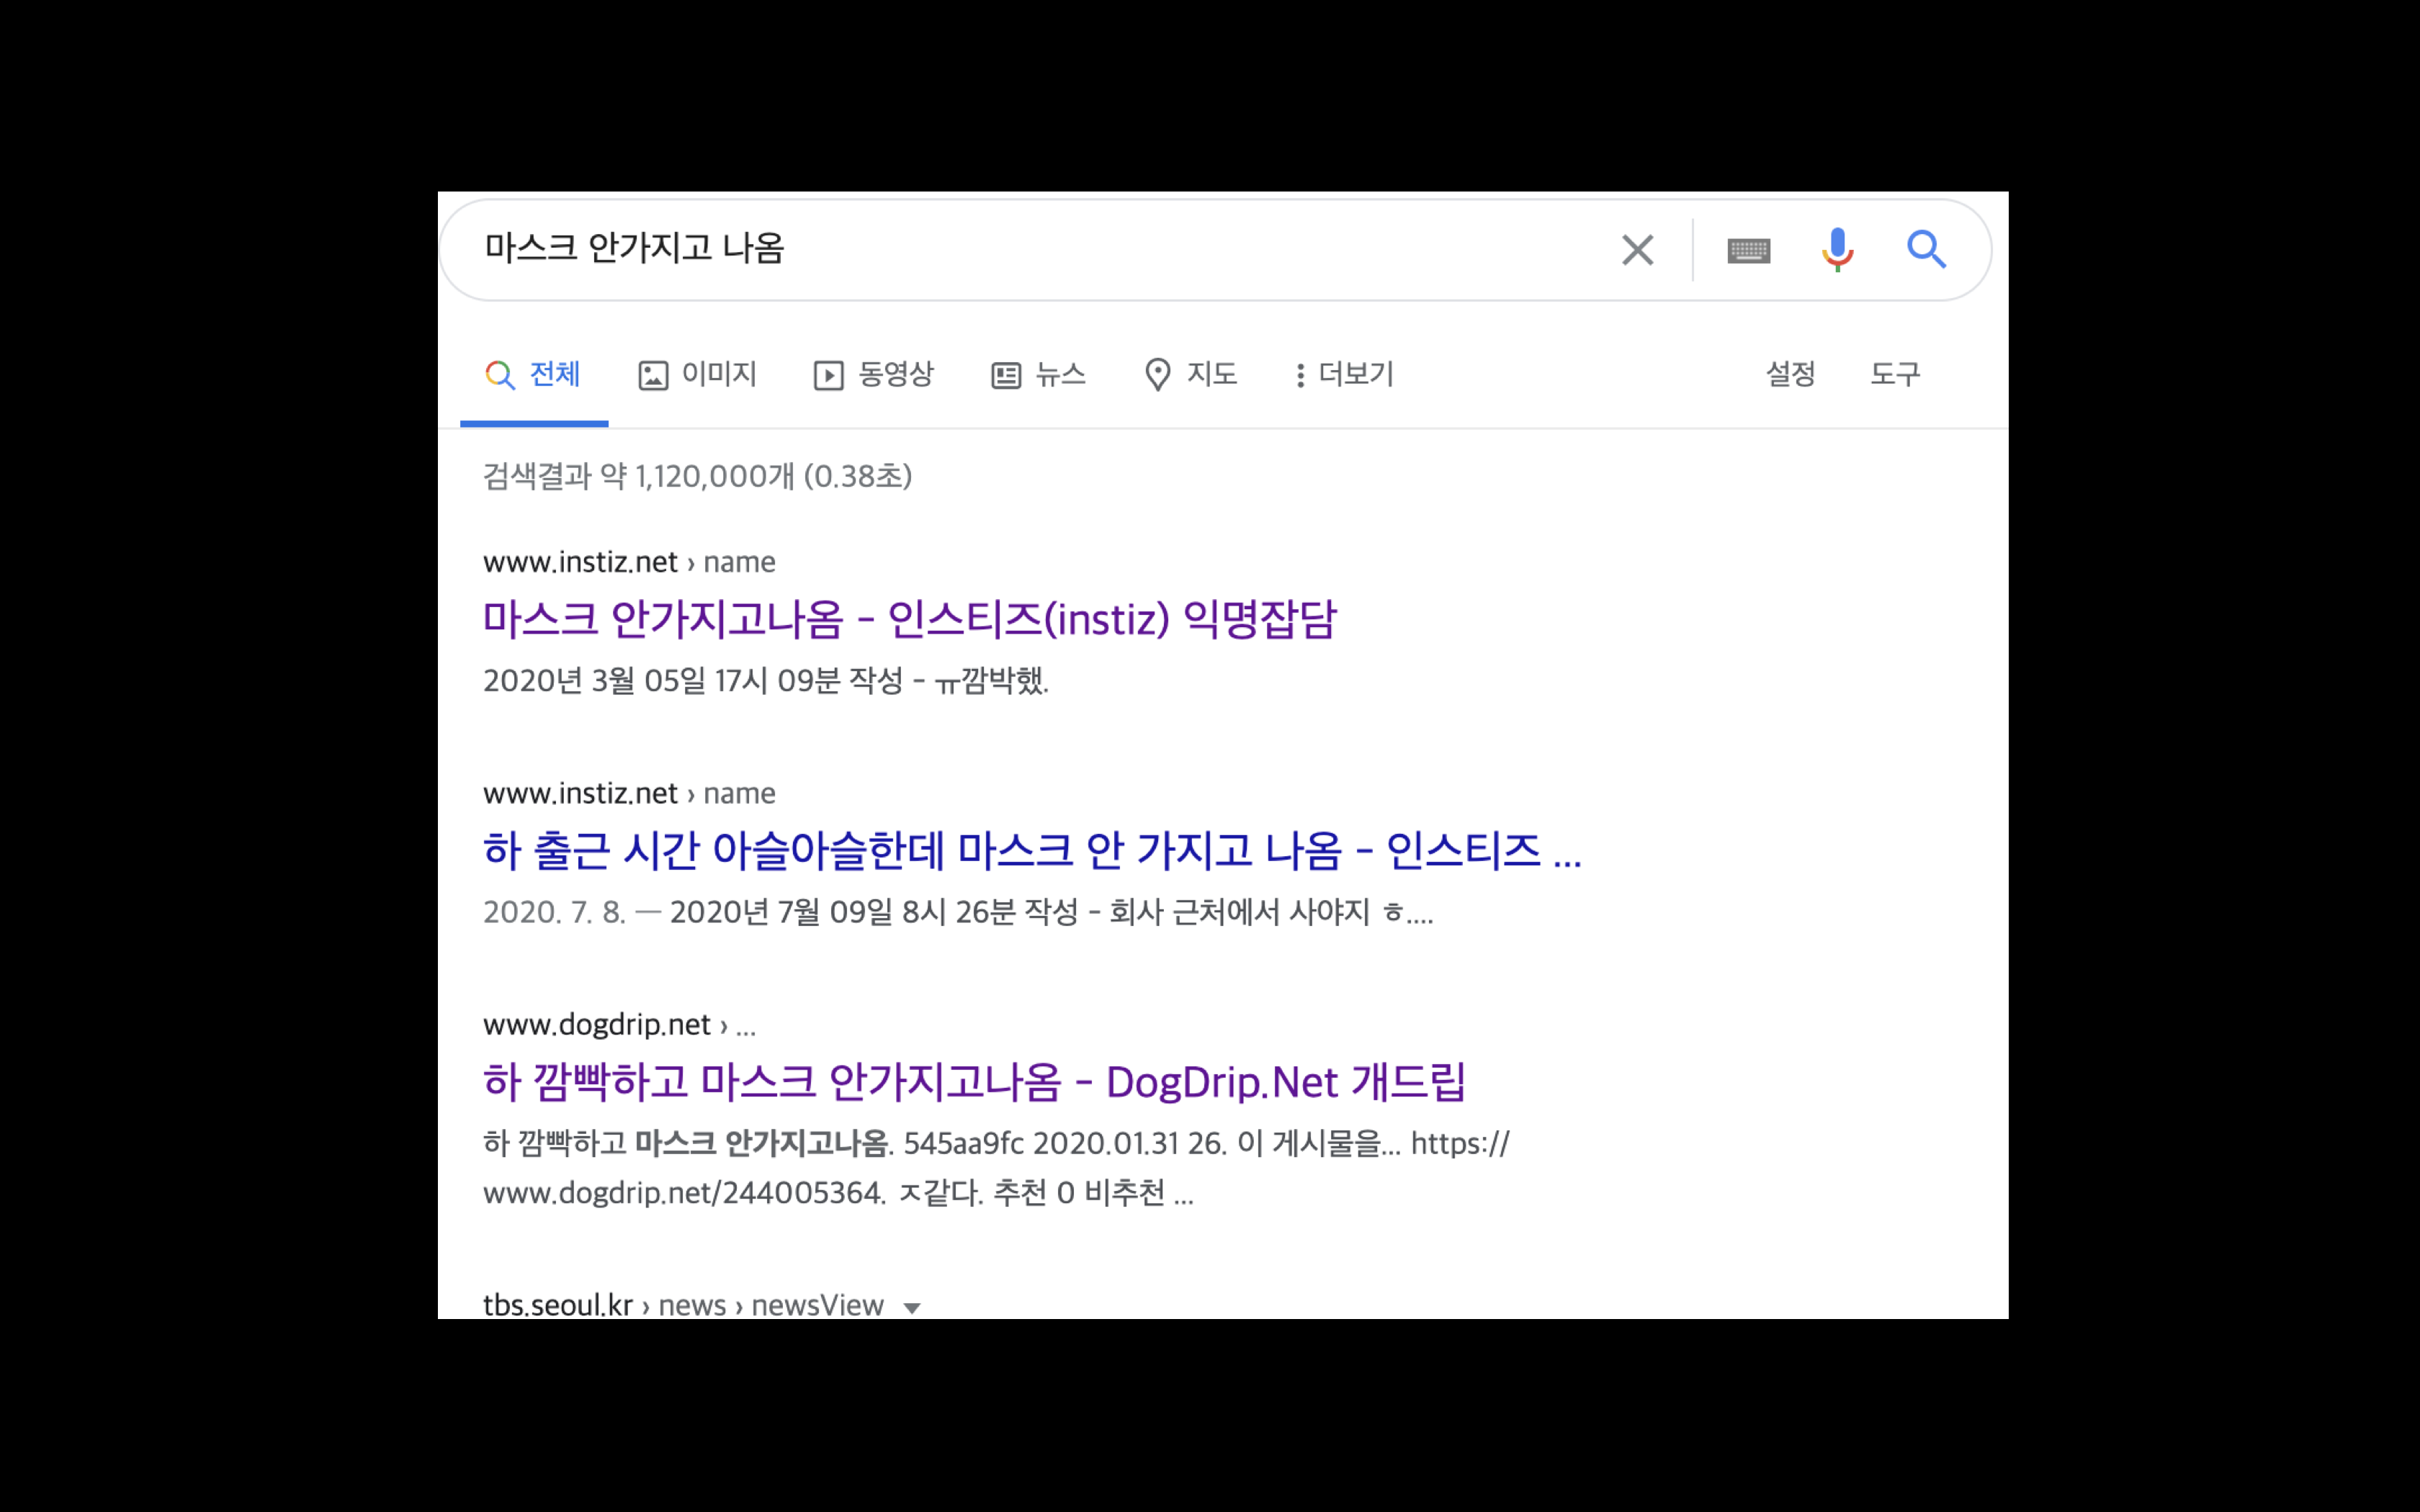 마스크 안가지고 나옴
전체 이미지 동영상 뉴스 지도 더보기 설정 도구
검색결과 약 1,120,000개 (0.38초)
www.instiz.net › name
마스크 안가지고나옴 - 인스티즈(instiz) 익명잡담
2020년 3월 05일 17시 09분 작성 - ㅠ깜박했.
www.instiz.net › name
하 출근 시간 아슬아슬한데 마스크 안 가지고 나옴 - 인스티즈 ...
2020. 7. 8. — 2020년 7월 09일 8시 26분 작성 - 회사 근처에서 사야지 ㅎ....
www.dogdrip.net › ...
하 깜빡하고 마스크 안가지고나옴 - DogDrip.Net 개드립
하 깜빡하고 마스크 안가지고나옴. 545aa9fc 2020.01.31 26. 이 게시물을... https://
www.dogdrip.net/244005364. ㅈ같다. 추천 0 비추천 ...
tbs.seoul.kr › news › newsView